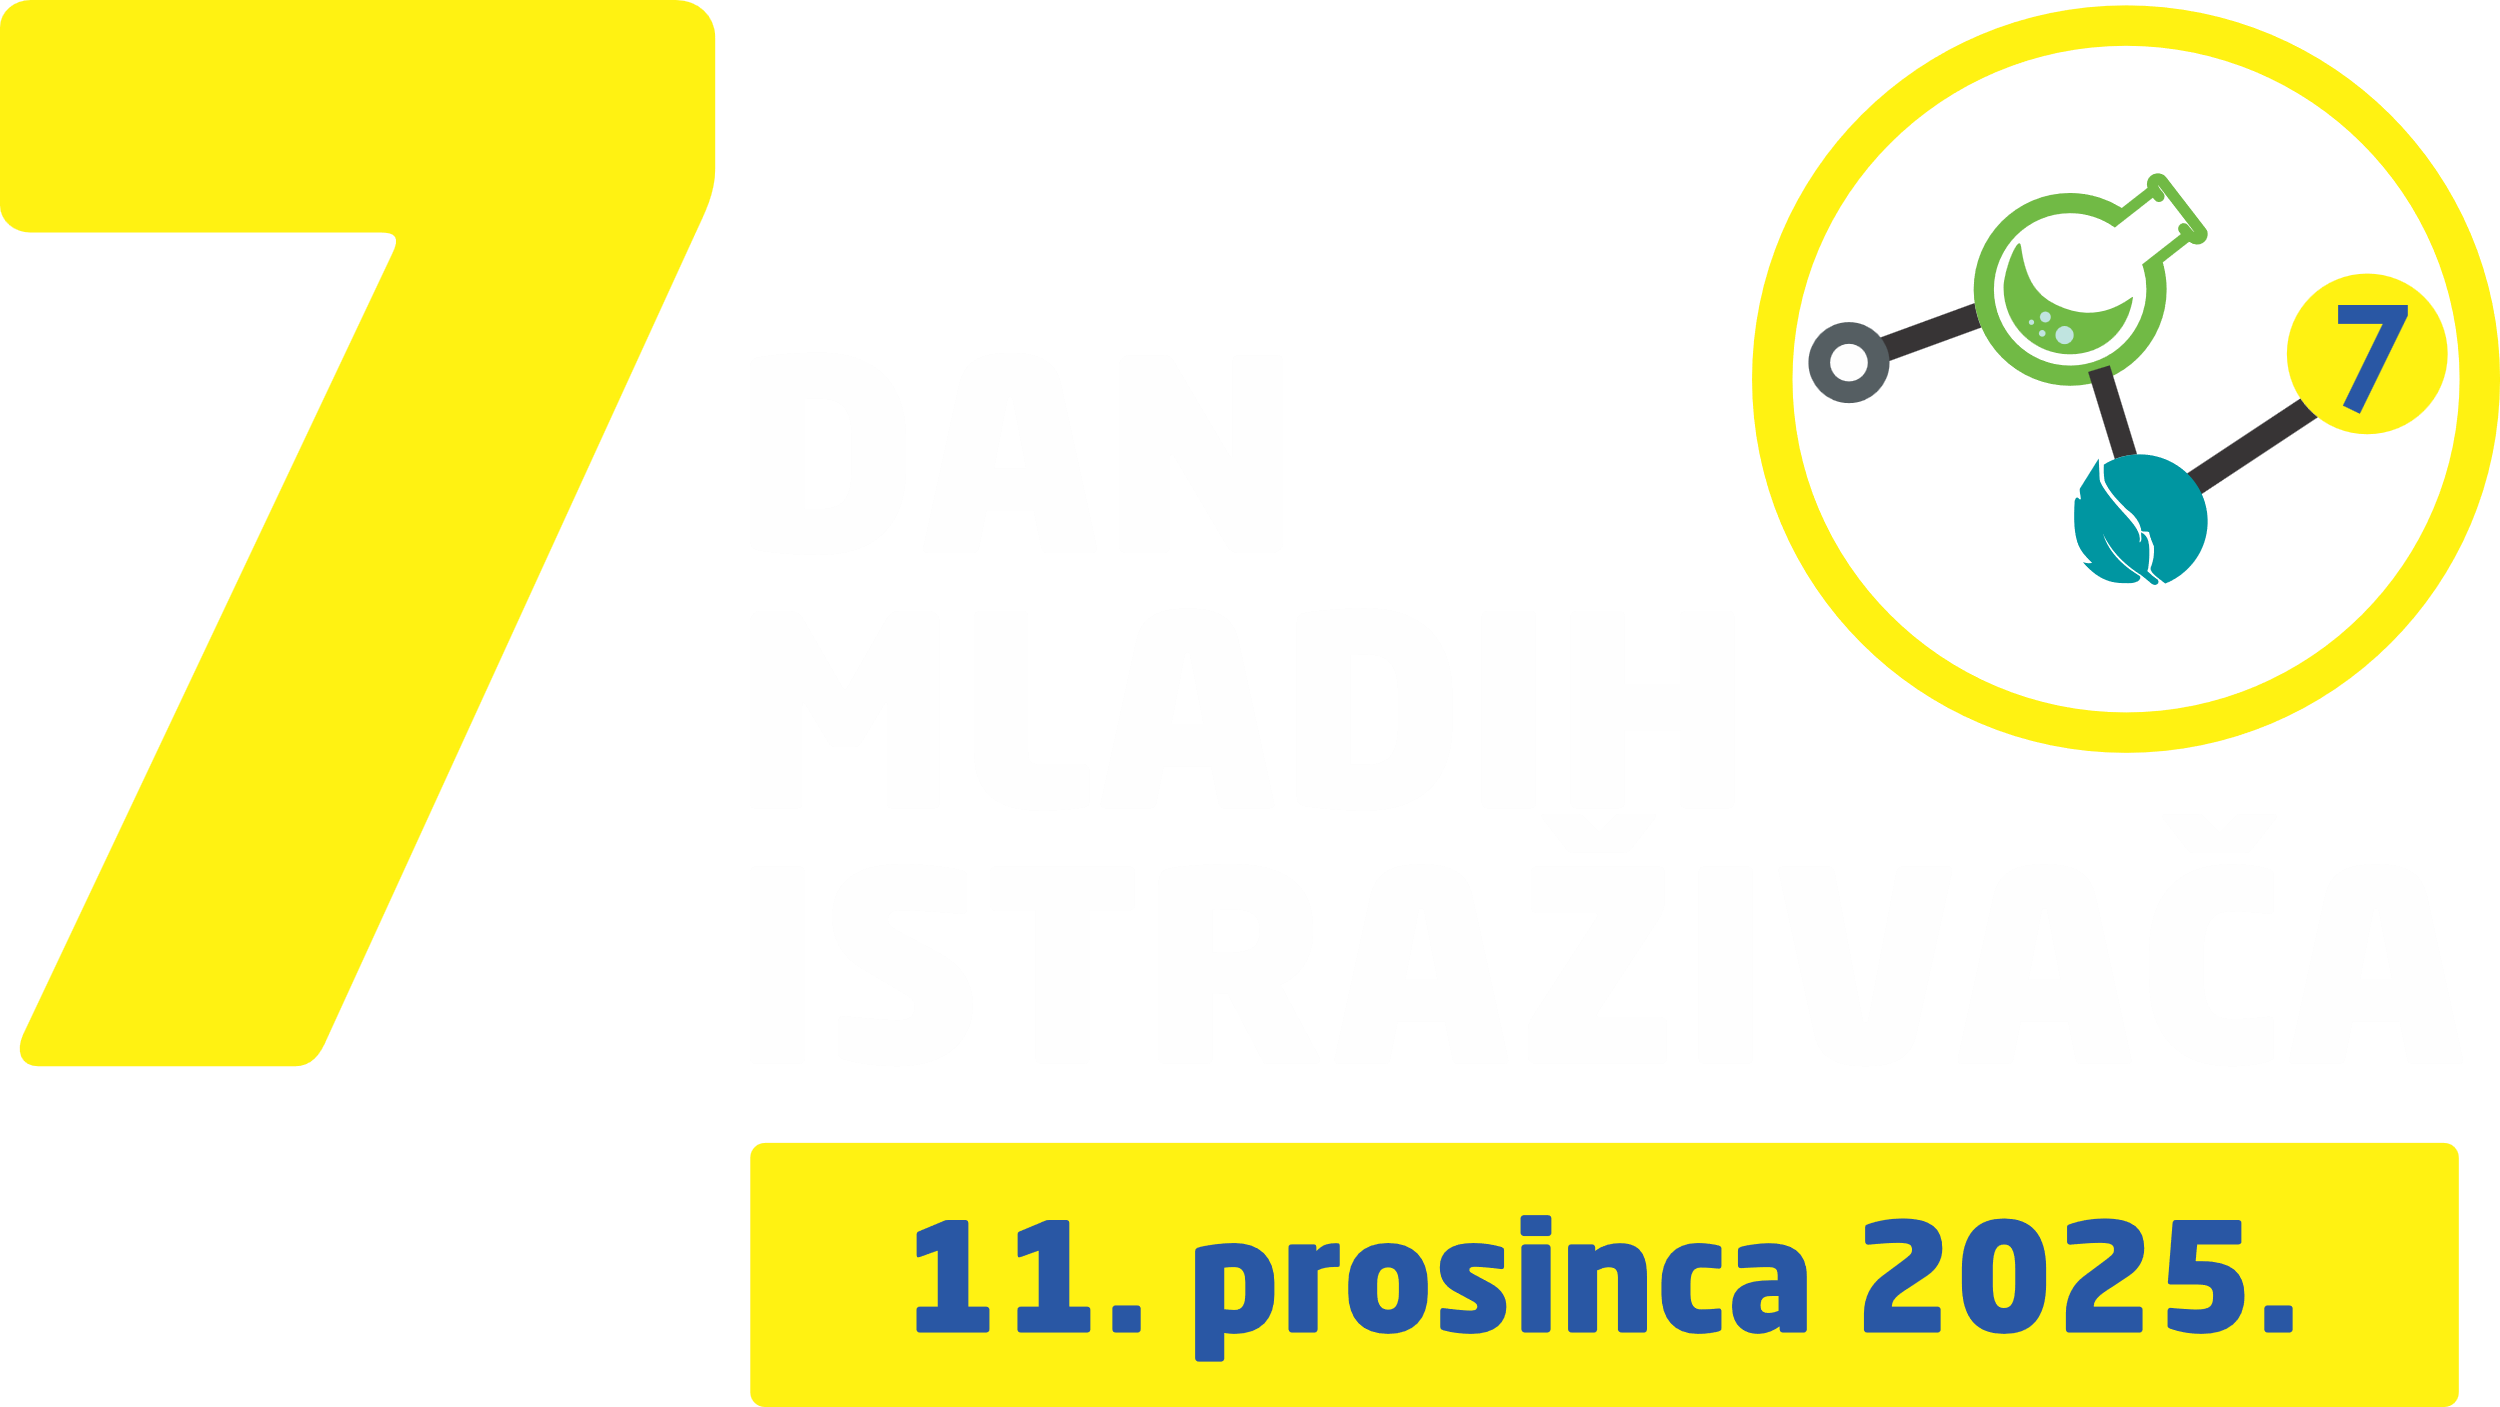 7
DAN
MLADIH
ISTRAŽIVAČA
7
11. prosinca 2025.